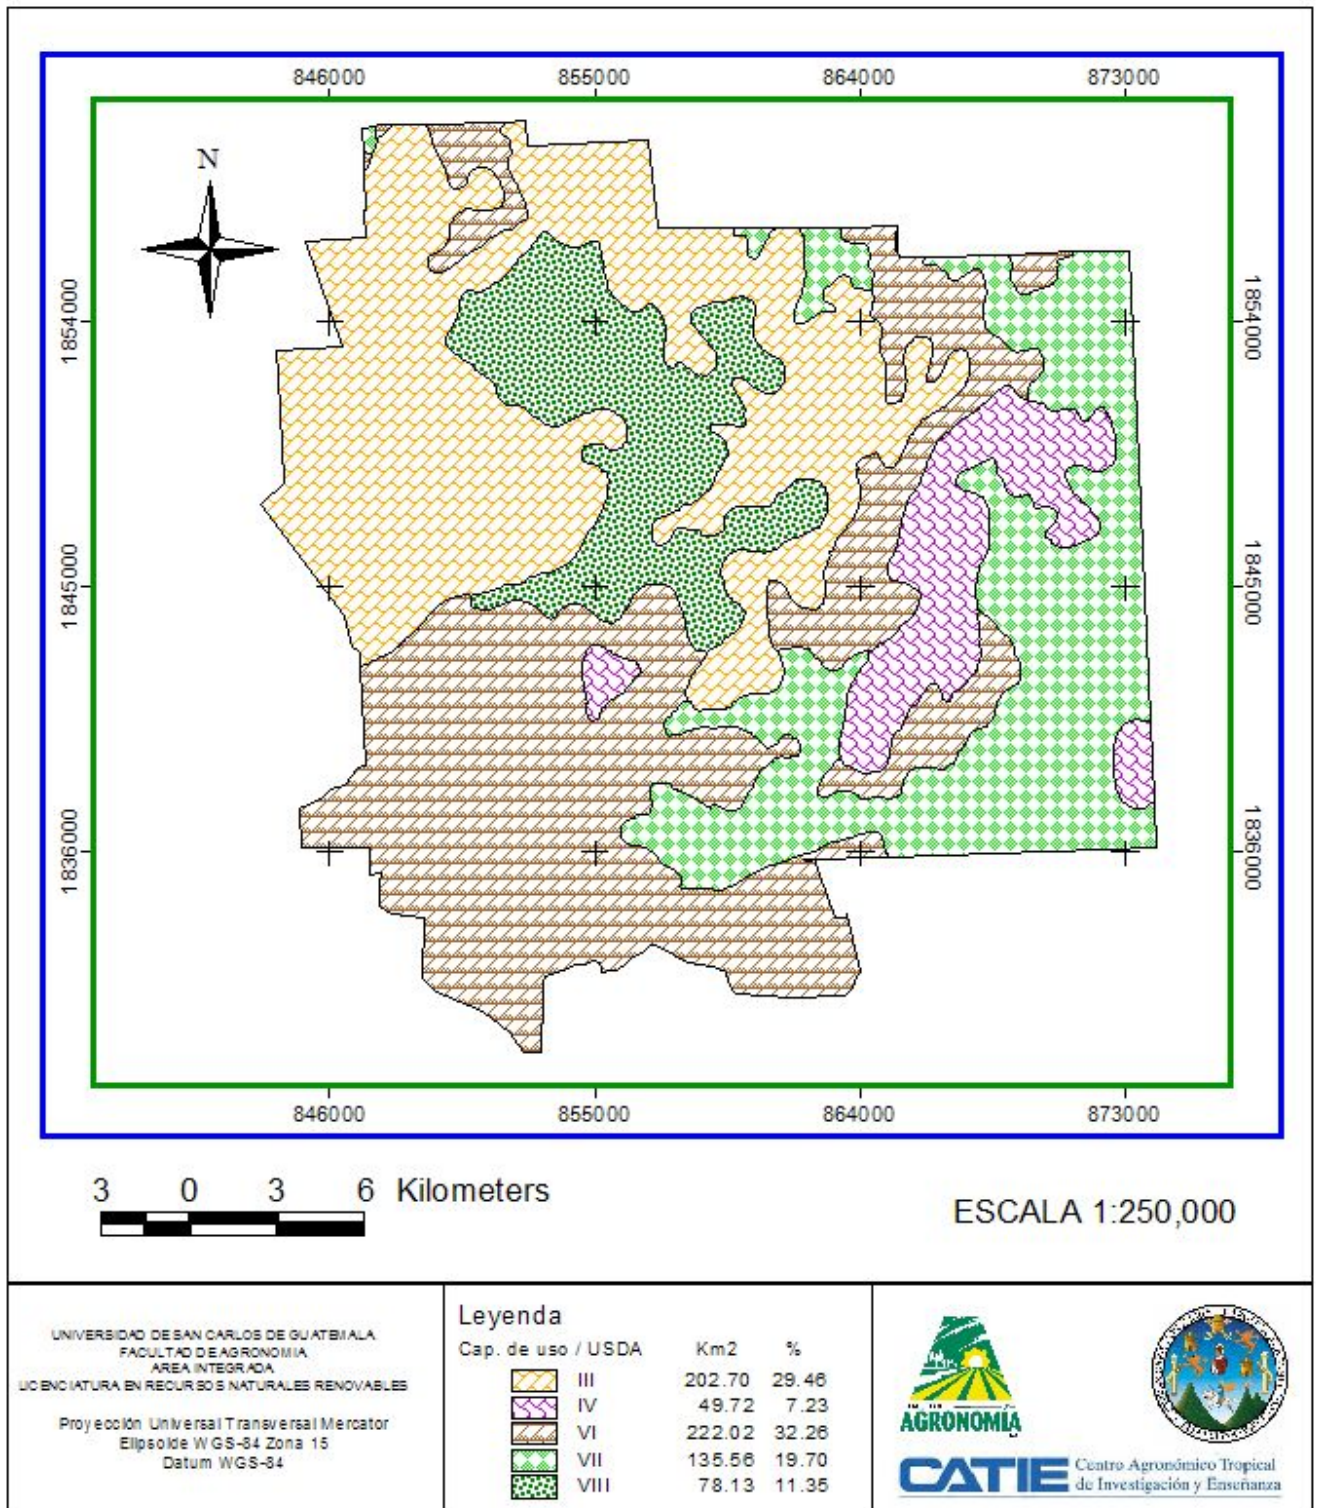 846000 855000 864000 873000
N
1854000 1854000
1845000 1845000
1836000 1836000
846000 855000 864000 873000
3 0 3 6 Kilometers
ESCALA 1:250,000
UNIVERSIDAD DE SAN CARLOS DE GUATEMALA
FACULTAD DE AGRONOMIA
AREA INTEGRADA
LICENCIATURA EN RECURSOS NATURALES RENOVABLES
Proyección Universal Transversal Mercator
Elipsoide WGS-84 Zona 15
Datum WGS-84
Leyenda
Cap. de uso / USDA Km2 %
III 202.70 29.46
IV 49.72 7.23
VI 222.02 32.26
VII 135.56 19.70
VIII 78.13 11.35
AGRONOMIA
CATIE Centro Agronómico Tropical
de Investigación y Enseñanza